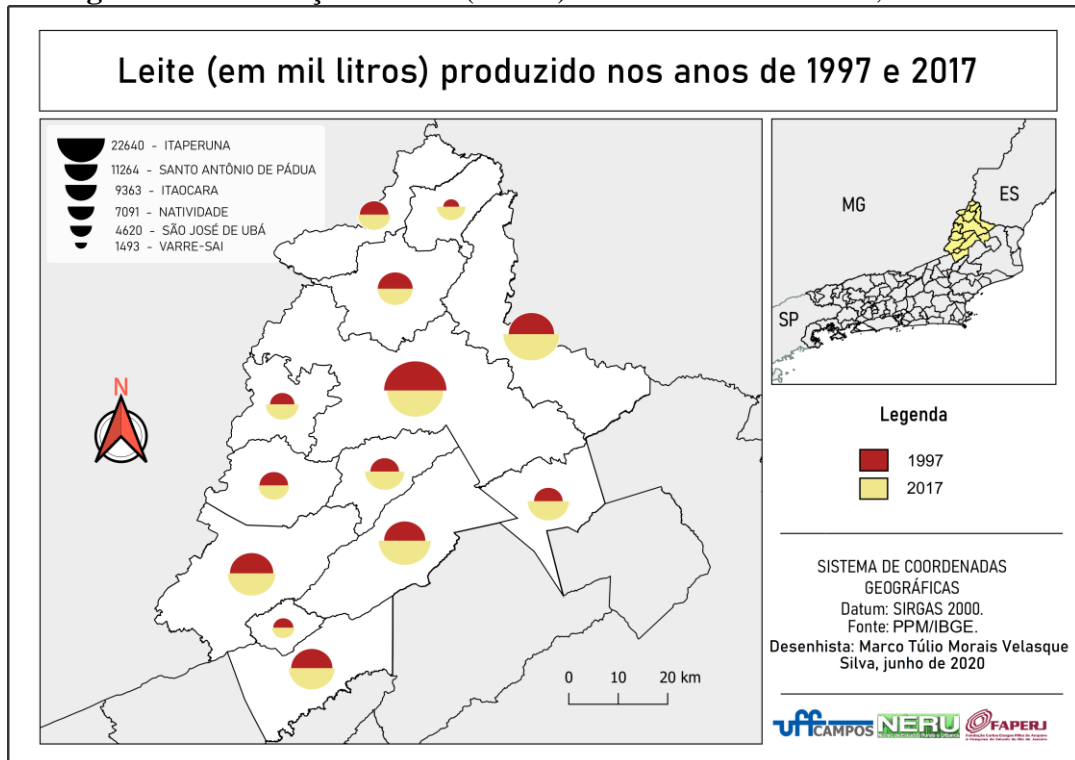 Leite (em mil litros) produzido nos anos de 1997 e 2017
22640 - ITAPERUNA
11264 - SANTO ANTÔNIO DE PÁDUA
9363 - ITAOCARA
7091 - NATIVIDADE
4620 - SÃO JOSÉ DE UBÁ
1493 - VARRE-SAI
MG
ES
SP
N
Legenda
1997
2017
0 10 20 km
SISTEMA DE COORDENADAS
GEOGRÁFICAS
Datum: SIRGAS 2000.
Fonte: PPM/IBGE.
Desenhista: Marco Túlio Morais Velasque
Silva, junho de 2020
uff CAMPOS
NERU
FAPERJ